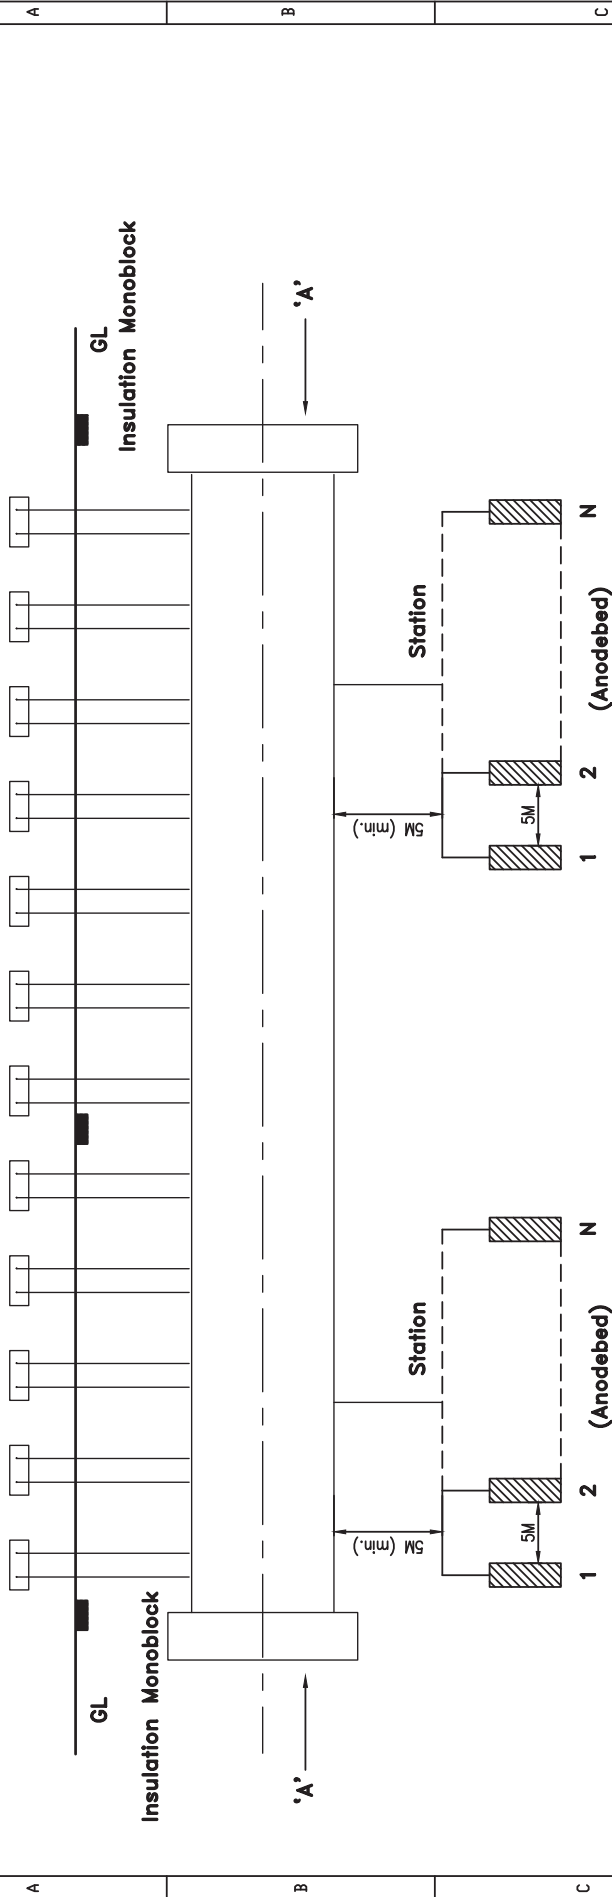 A
A
GL
GL
Insulation Monoblock
Insulation Monoblock
B
B
'A'
'A'
5M (min.)
5M (min.)
Station
Station
5M
5M
1 2 N
1 2 N
C
C
(Anodebed)
(Anodebed)